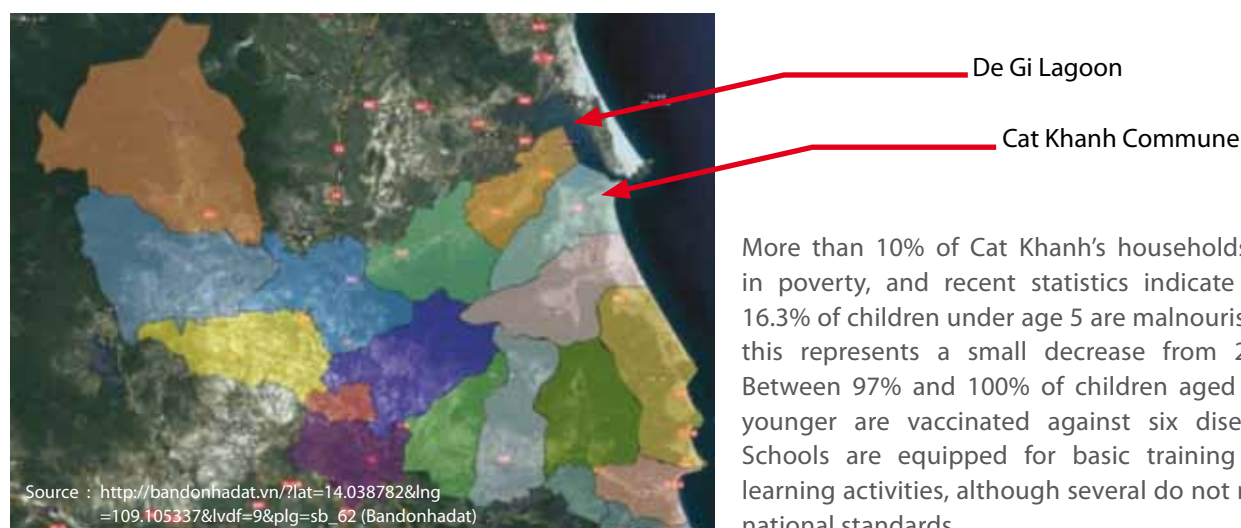 De Gi Lagoon
Cat Khanh Commune
More than 10% of Cat Khanh’s households
in poverty, and recent statistics indicate
16.3% of children under age 5 are
this represents a small decrease from
Between 97% and 100% of children aged
younger are vaccinated against six
Schools are equipped for basic training
learning activities, although several do not
national standards
Source : http://bandonhadat.vn/?lat=14.038782&lng
=109.105337&lvdf=9&plg=sb_62 (Bandonhadat)